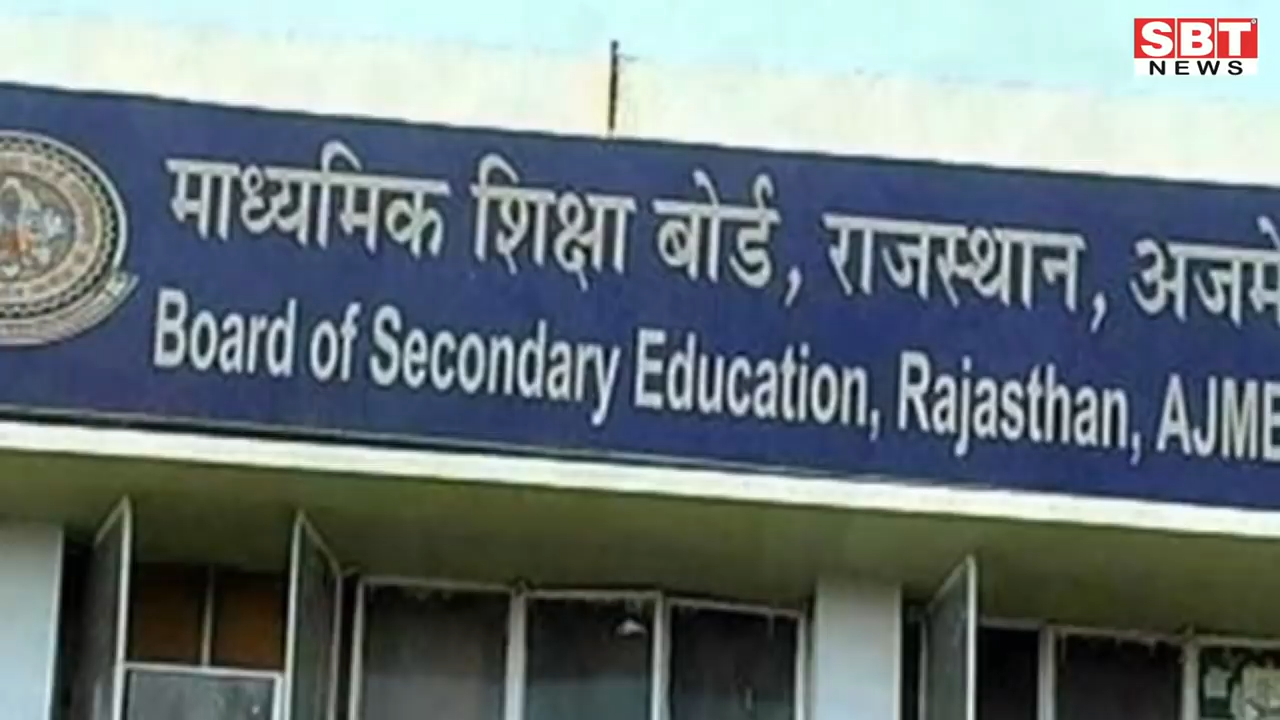 SBT
NEWS
माध्यमिक शिक्षा बोर्ड, राजस्थान,
Board of Secondary Education, Rajasthan,